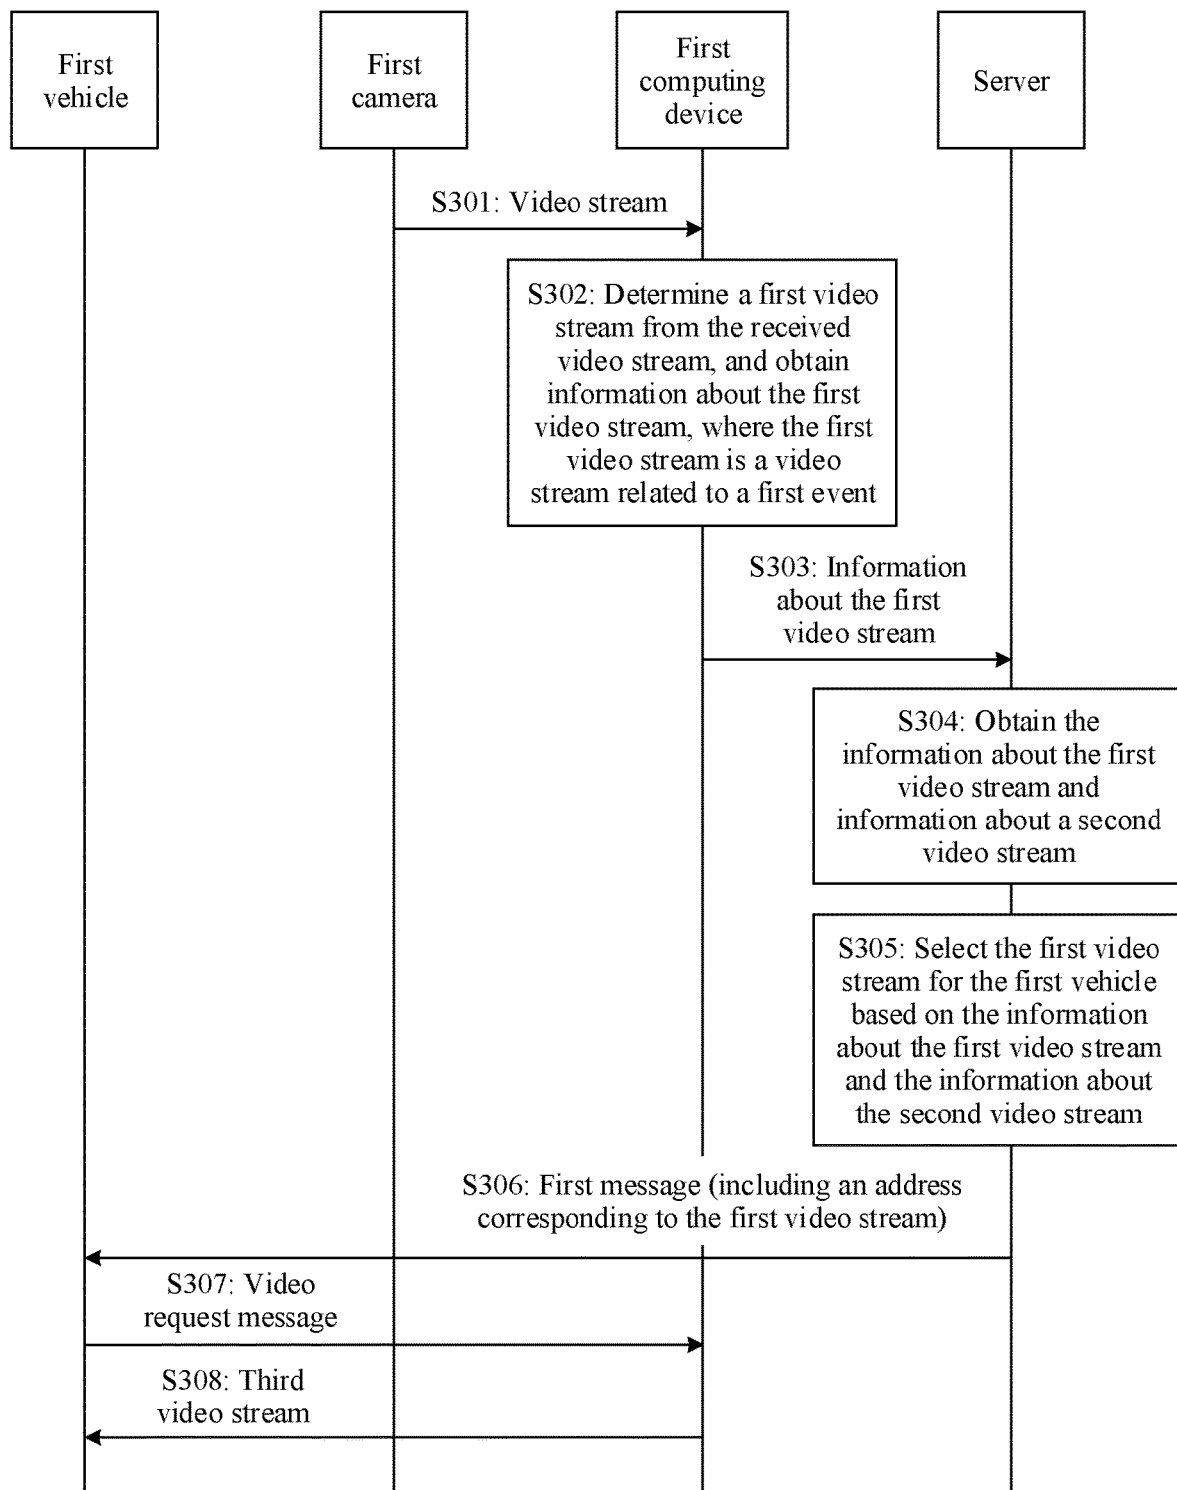 First
vehicle
First
camera
First
computing
device
Server
S301: Video stream
S302: Determine a first video
stream from the received
video stream, and obtain
information about the first
video stream, where the first
video stream is a video
stream related to a first event
S303: Information
about the first
video stream
S304: Obtain the
information about the first
video stream and
information about a second
video stream
S305: Select the first video
stream for the first vehicle
based on the information
about the first video stream
and the information about
the second video stream
S306: First message (including an address
corresponding to the first video stream)
S307: Video
request message
S308: Third
video stream